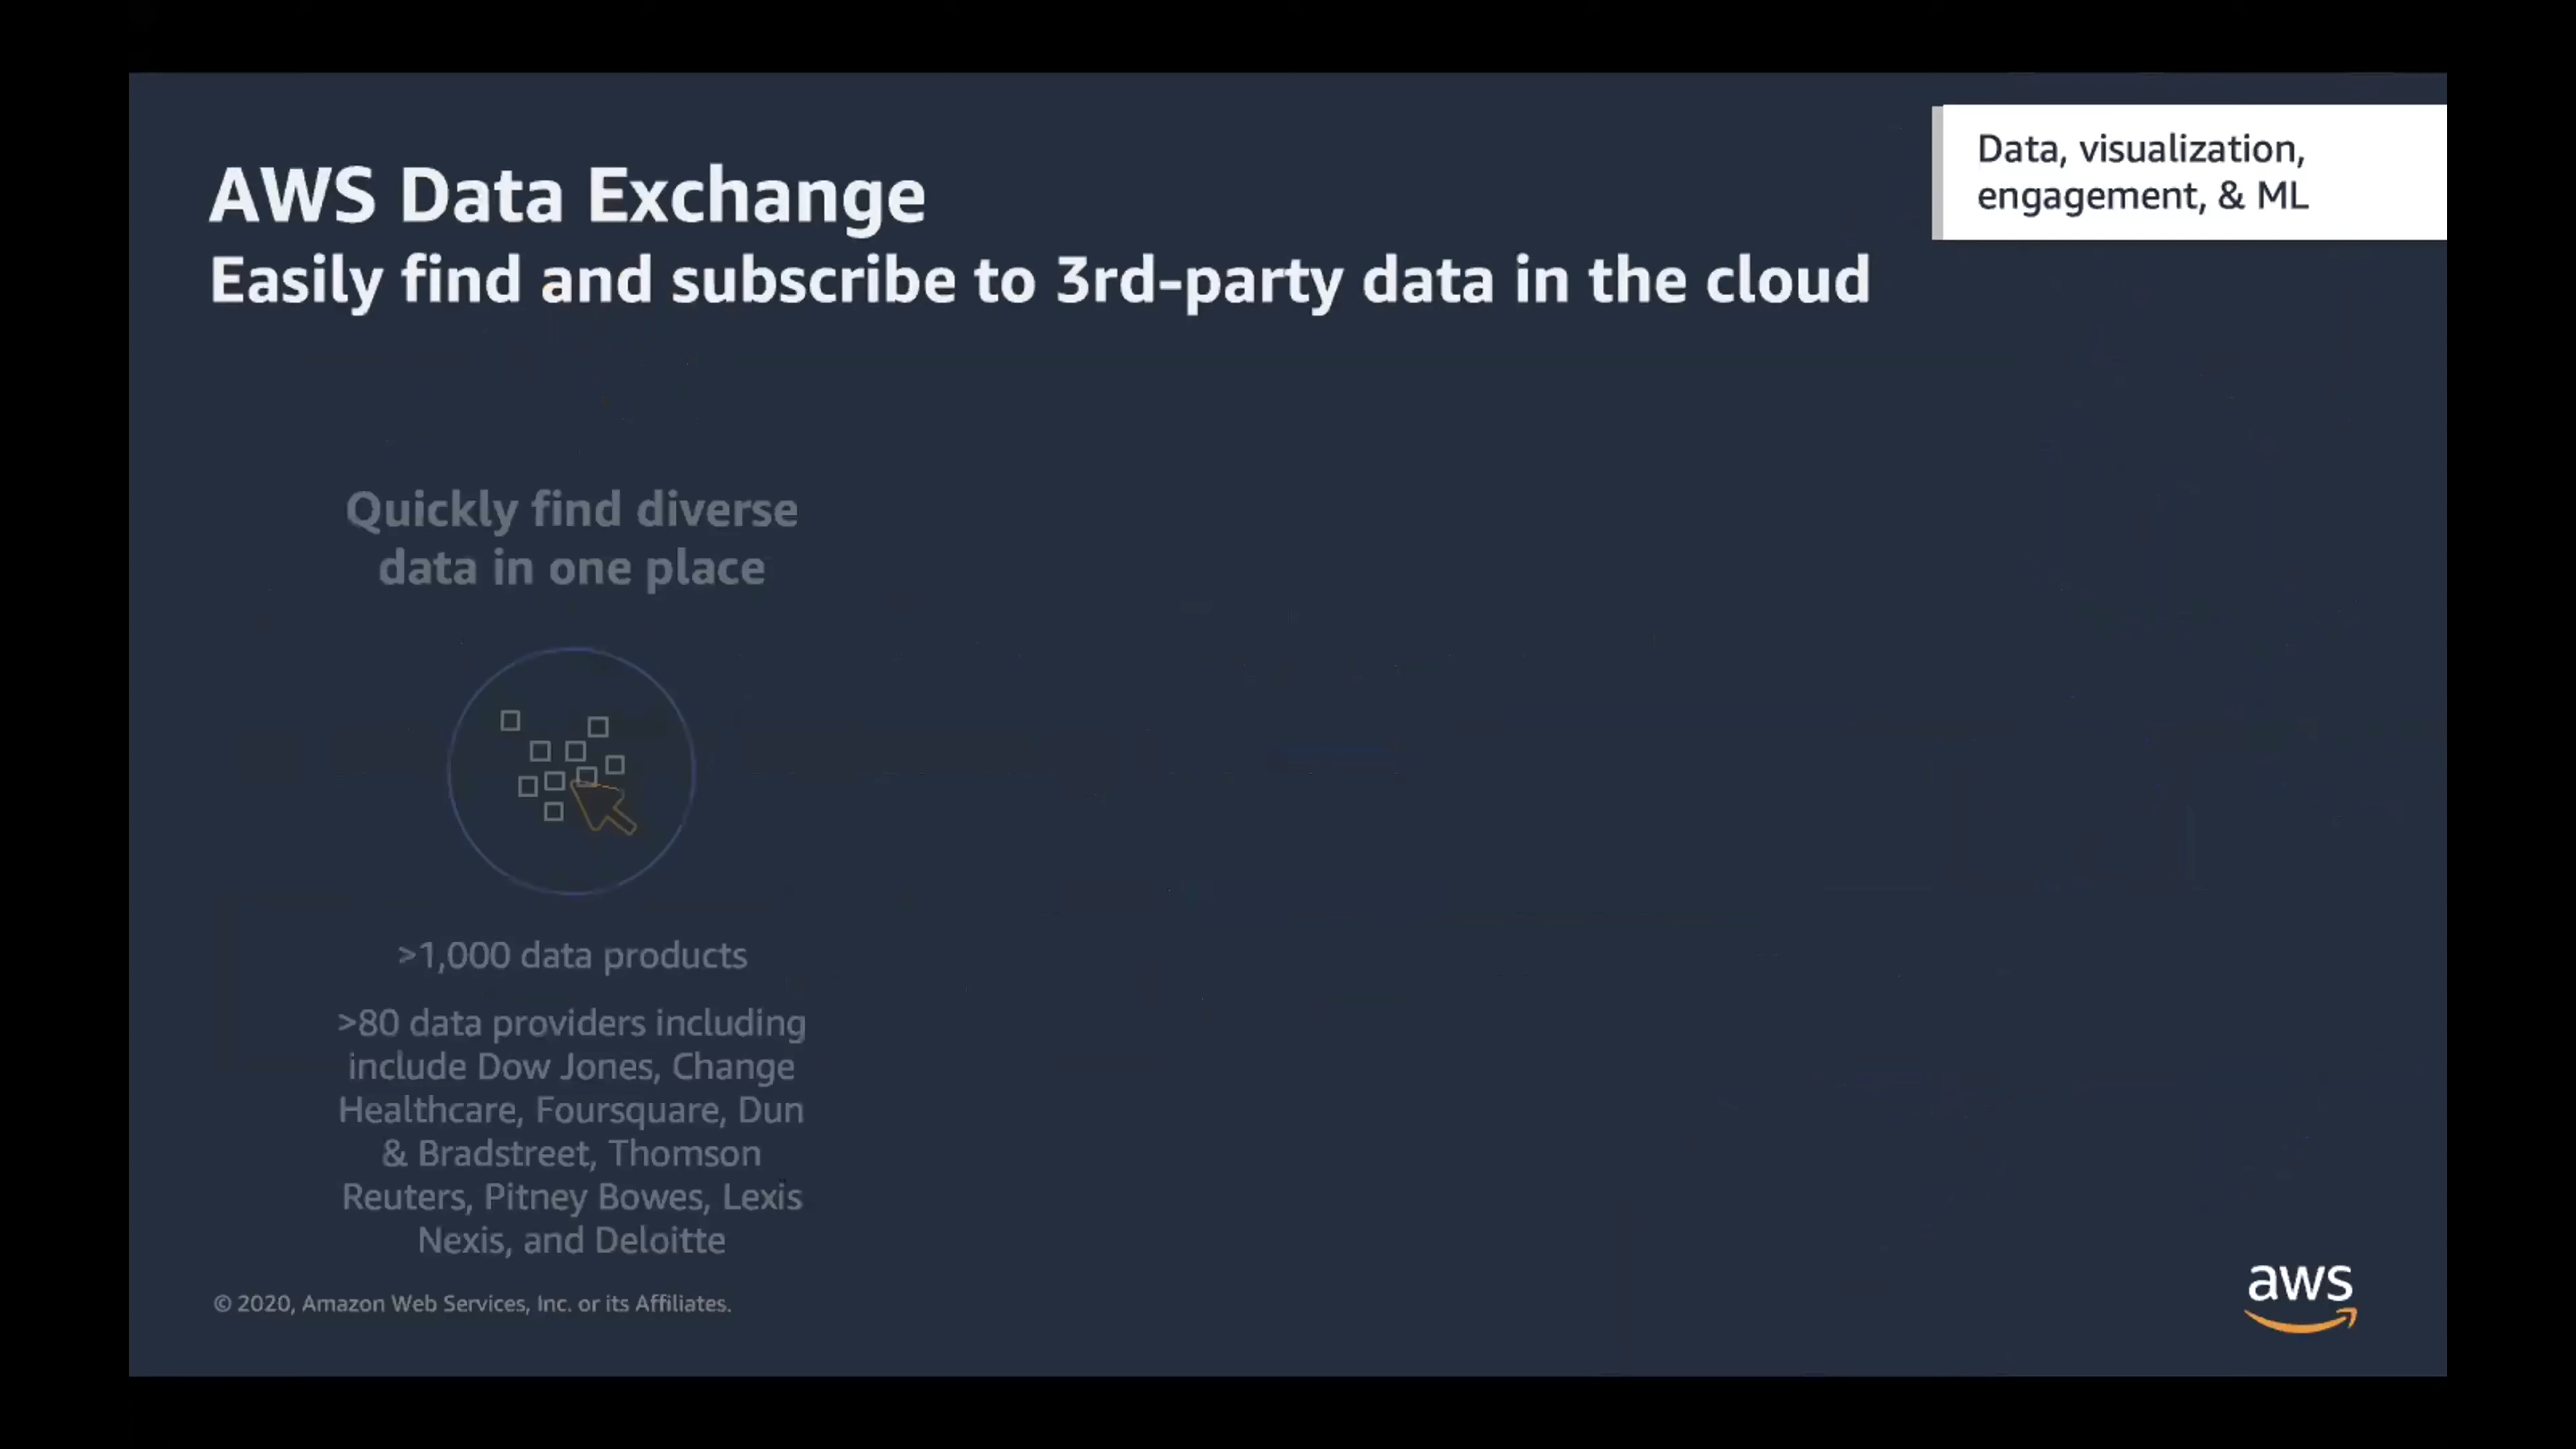 AWS Data Exchange
Easily find and subscribe to 3rd-party data in the cloud
Data, visualization,
engagement, & ML
Quickly find diverse
data in one place
>1,000 data products
>80 data providers including
include Dow Jones, Change
Healthcare, Foursquare, Dun
& Bradstreet, Thomson
Reuters, Pitney Bowes, Lexis
Nexis, and Deloitte
© 2020, Amazon Web Services, Inc. or its Affiliates.
aws